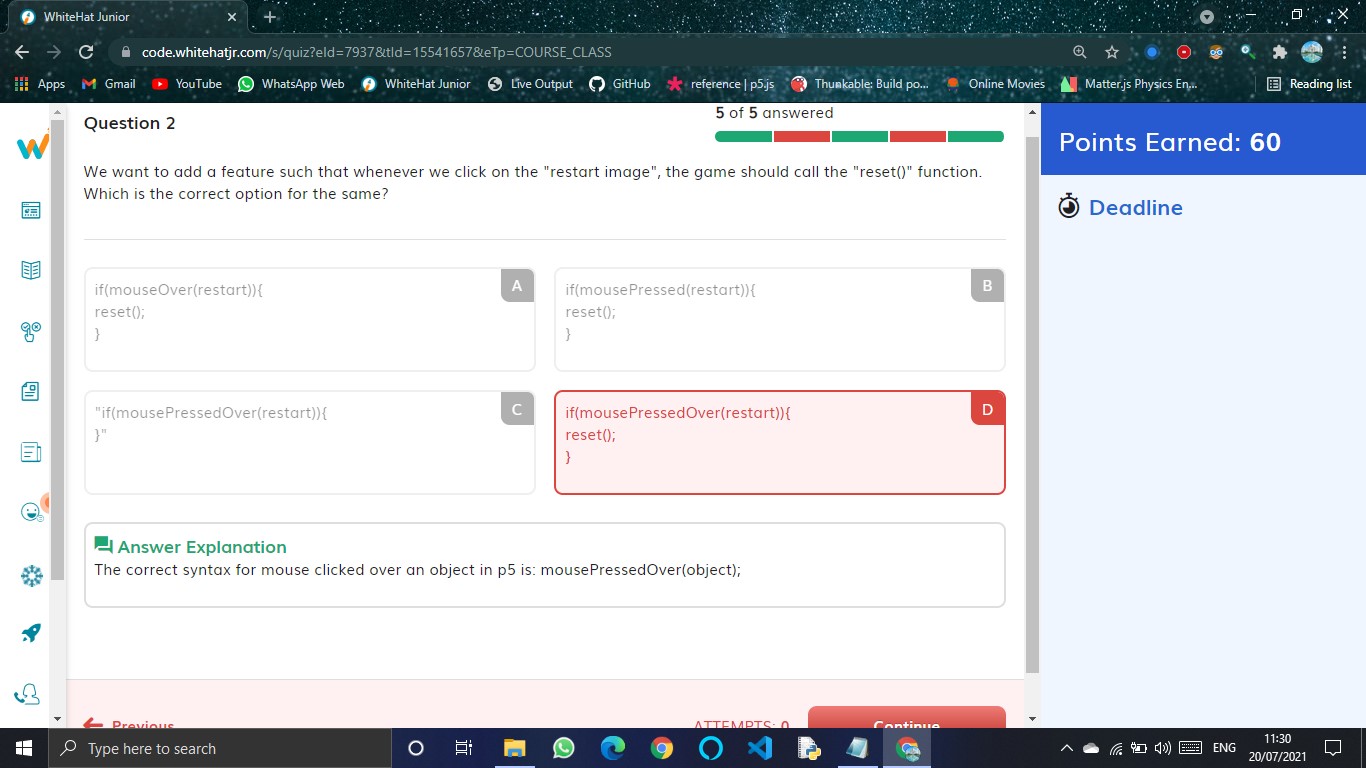 WhiteHat Junior
code.whitehatjr.com/s/quiz?eId=7937&tId=15541657&eTp=COURSE_CLASS
Apps Gmail YouTube WhatsApp Web WhiteHat Junior Live Output GitHub reference | p5.js Thunkable: Build po... Online Movies Matter.js Physics En... Reading list
Question 2
5 of 5 answered
We want to add a feature such that whenever we click on the "restart image", the game should call the "reset()" function.
Which is the correct option for the same?
A
if(mouseOver(restart)){
reset();
}
B
if(mousePressed(restart)){
reset();
}
C
"if(mousePressedOver(restart)){
}"
D
if(mousePressedOver(restart)){
reset();
}
Answer Explanation
The correct syntax for mouse clicked over an object in p5 is: mousePressedOver(object);
Previous
ATTEMPTS: 0
Continue
Points Earned: 60
Deadline
Type here to search
ENG
11:30
20/07/2021